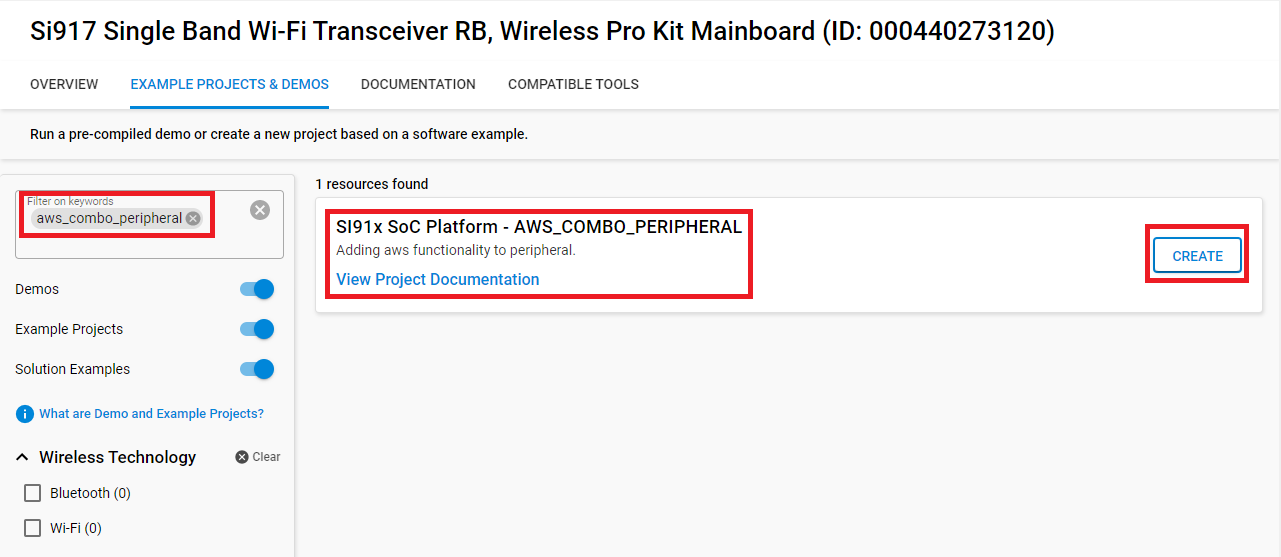 Si917 Single Band Wi-Fi Transceiver RB, Wireless Pro Kit Mainboard (ID: 000440273120)
OVERVIEW EXAMPLE PROJECTS & DEMOS DOCUMENTATION COMPATIBLE TOOLS
Run a pre-compiled demo or create a new project based on a software example.
Filter on keywords
aws_combo_peripheral
Demos
Example Projects
Solution Examples
What are Demo and Example Projects?
Wireless Technology Clear
Bluetooth (0)
Wi-Fi (0)
1 resources found
SI91x SoC Platform - AWS_COMBO_PERIPHERAL
Adding aws functionality to peripheral.
View Project Documentation
CREATE